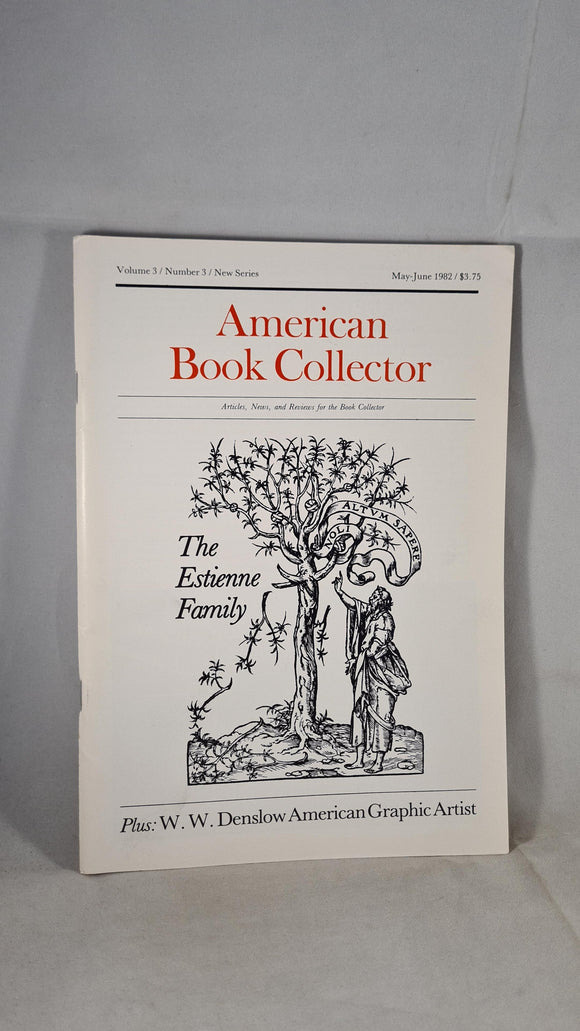 Volume 3 / Number 3 / New Series
May-June 1982 / $3.75
American
Book Collector
Articles, News, and Reviews for the Book Collector
NOLI ALTVM SAPERE
The
Estienne
Family
Plus: W. W. Denslow American Graphic Artist